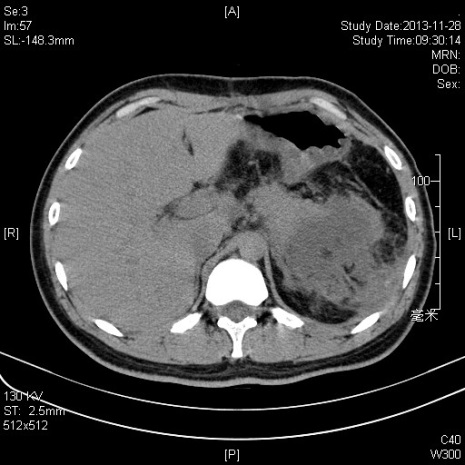 Se:3
Im:57
SL:-148.3mm
[A]
Study Date:2013-11-28
Study Time:09:30:14
MRN:
DOB:
Sex:
100
[R]
[L]
毫米
130 KV
ST: 2.5mm
512x512
[P]
C40
W300